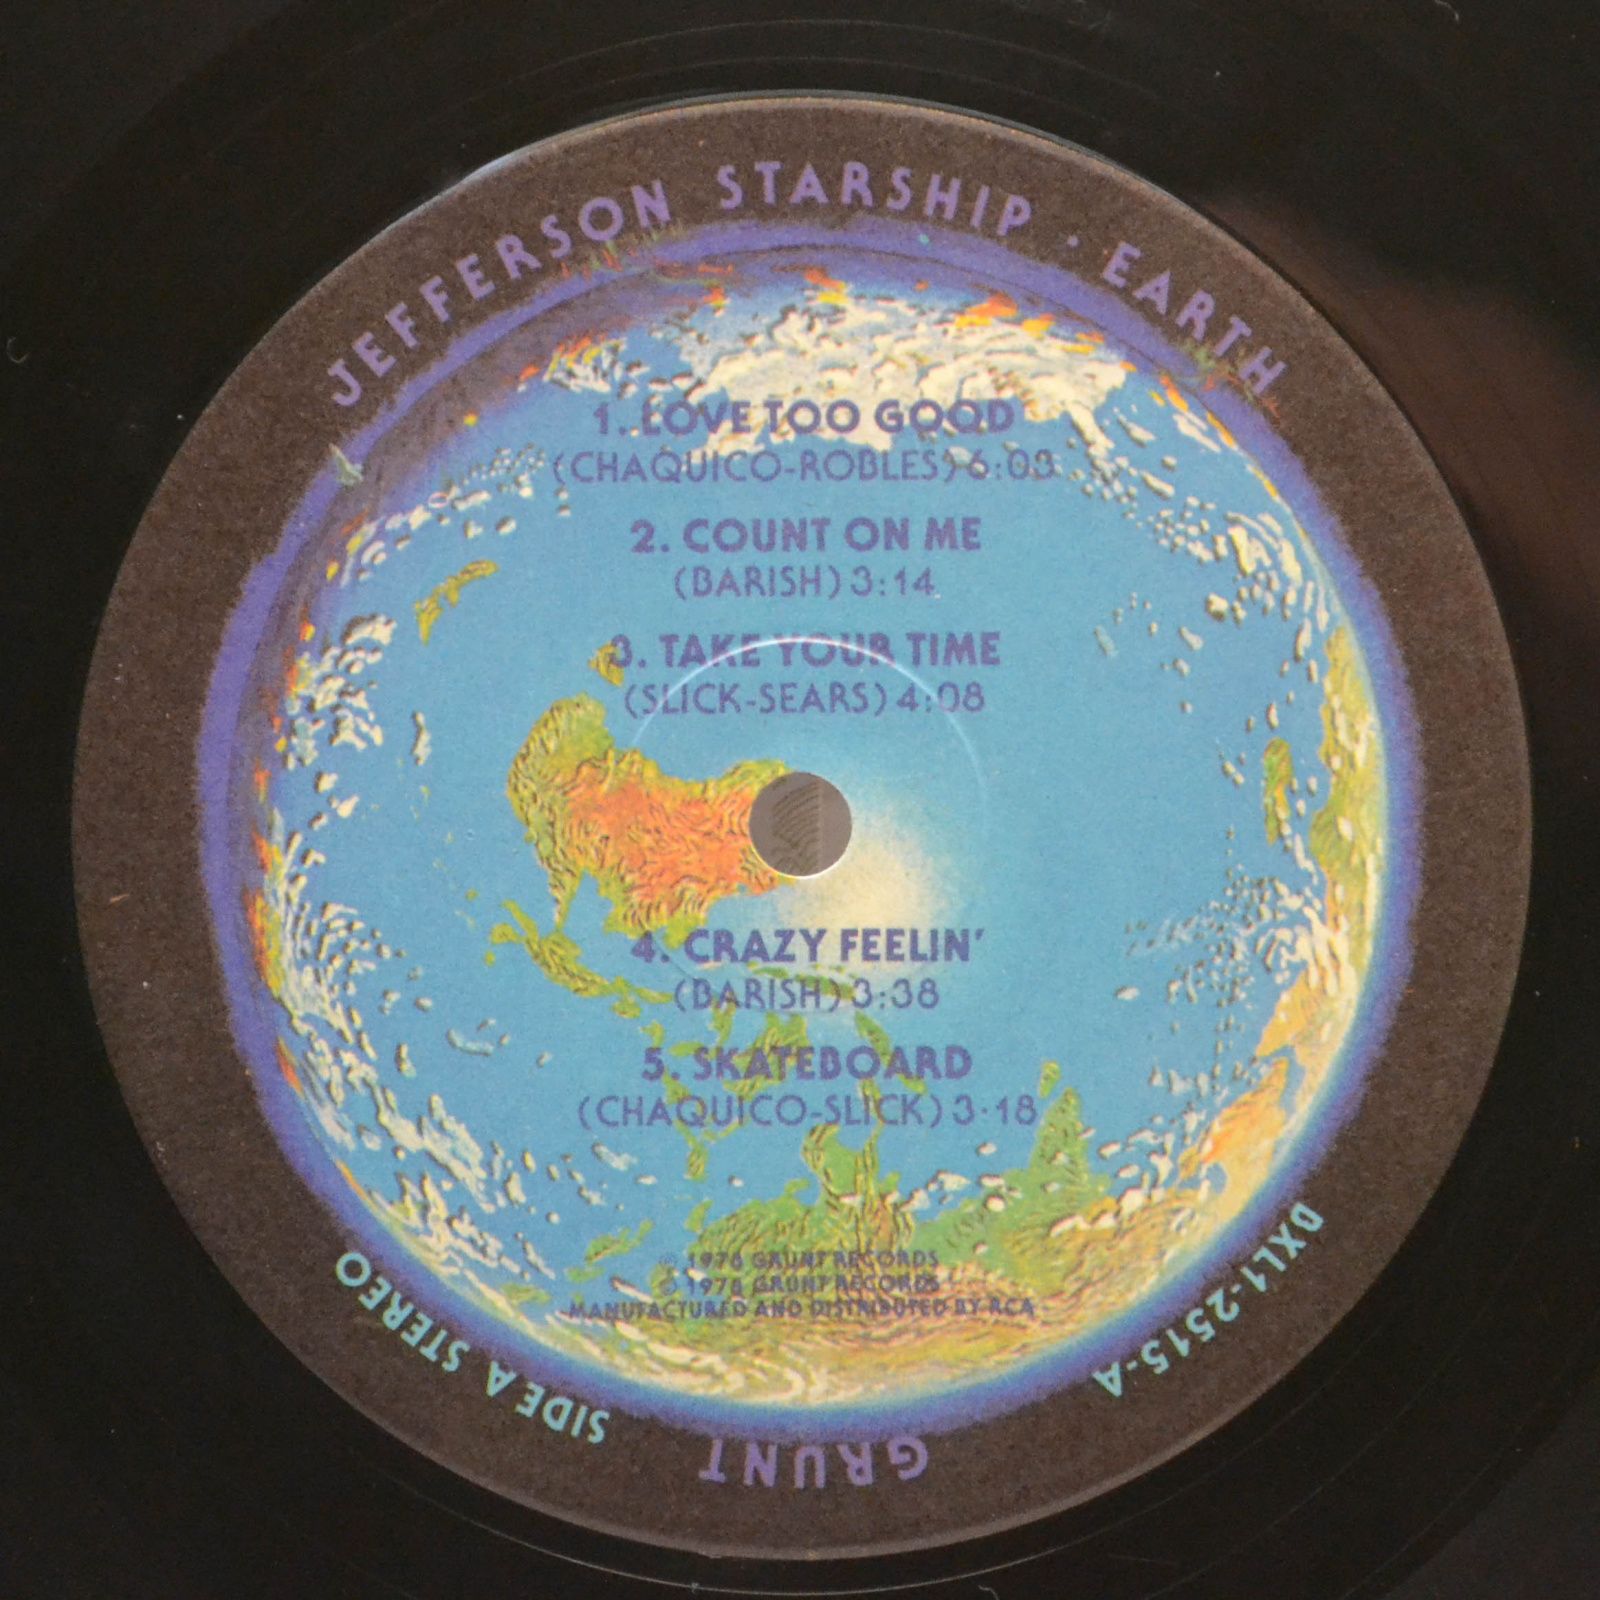 JEFFERSON STARSHIP · EARTH
1. LOVE TOO GOOD
(CHAQUICO-ROBLES) 6:03
2. COUNT ON ME
(BARISH) 3:14
3. TAKE YOUR TIME
(SLICK-SEARS) 4:08
4. CRAZY FEELIN'
(BARISH) 3:38
5. SKATEBOARD
(CHAQUICO-SLICK) 3:18
© 1978 GRUNT RECORDS
℗ 1978 GRUNT RECORDS
MANUFACTURED AND DISTRIBUTED BY RCA
SIDE A STEREO
GRUNT
BXL1-2515-A